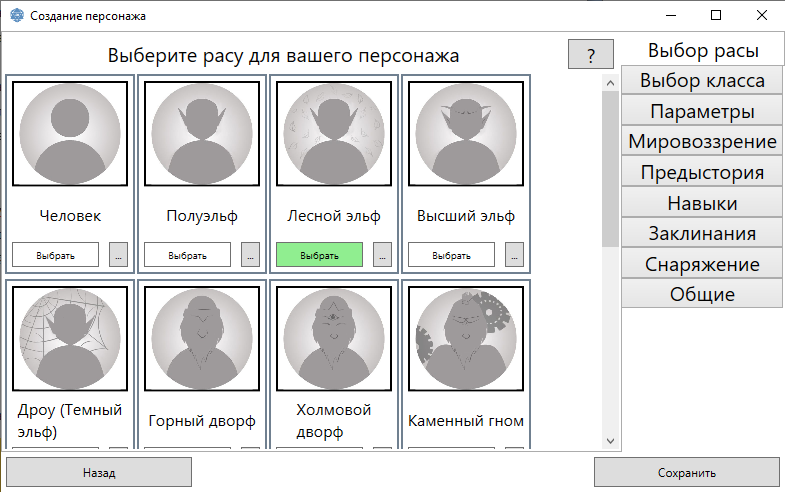 Создание персонажа
Выберите расу для вашего персонажа
?
Человек
Полуэльф
Лесной эльф
Высший эльф
Выбрать
...
Выбрать
...
Выбрать
...
Выбрать
...
Дроу (Темный
эльф)
Горный дворф
Холмовой
дворф
Каменный гном
Выбор расы
Выбор класса
Параметры
Мировоззрение
Предыстория
Навыки
Заклинания
Снаряжение
Общие
Назад
Сохранить